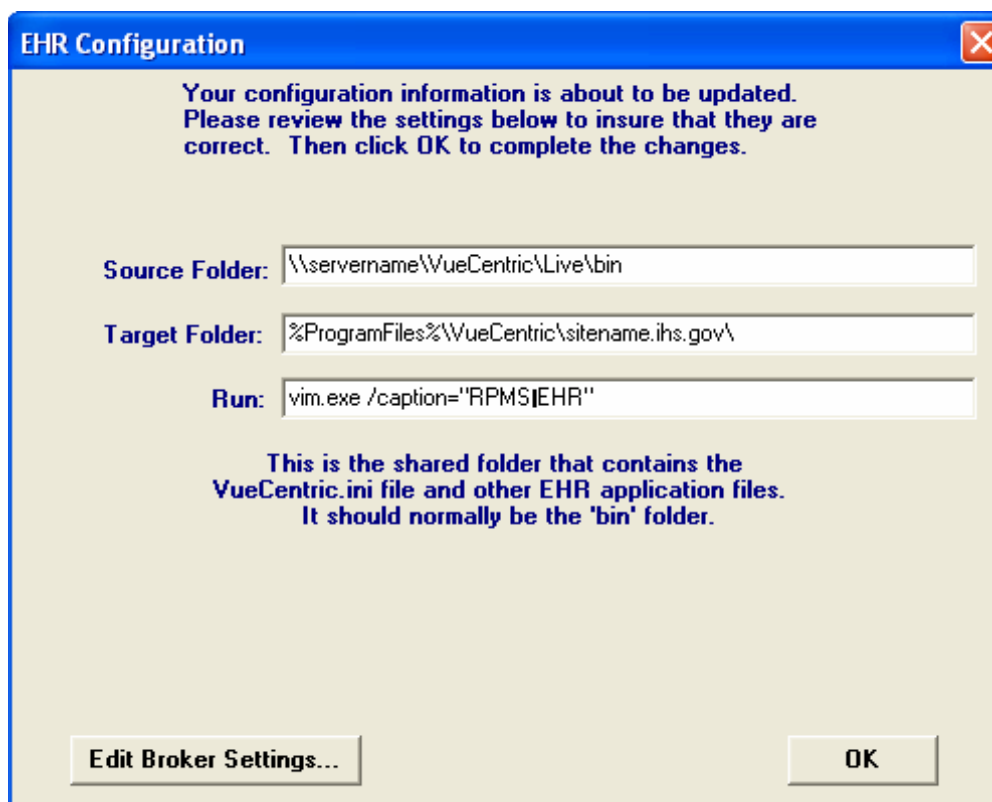 EHR Configuration
Your configuration information is about to be updated.
Please review the settings below to insure that they are
correct.  Then click OK to complete the changes.
Source Folder: \\servername\VueCentric\Live\bin
Target Folder: %ProgramFiles%\VueCentric\sitename.ihs.gov\
Run: vim.exe /caption="RPMS EHR"
This is the shared folder that contains the
VueCentric.ini file and other EHR application files.
It should normally be the 'bin' folder.
Edit Broker Settings...
OK